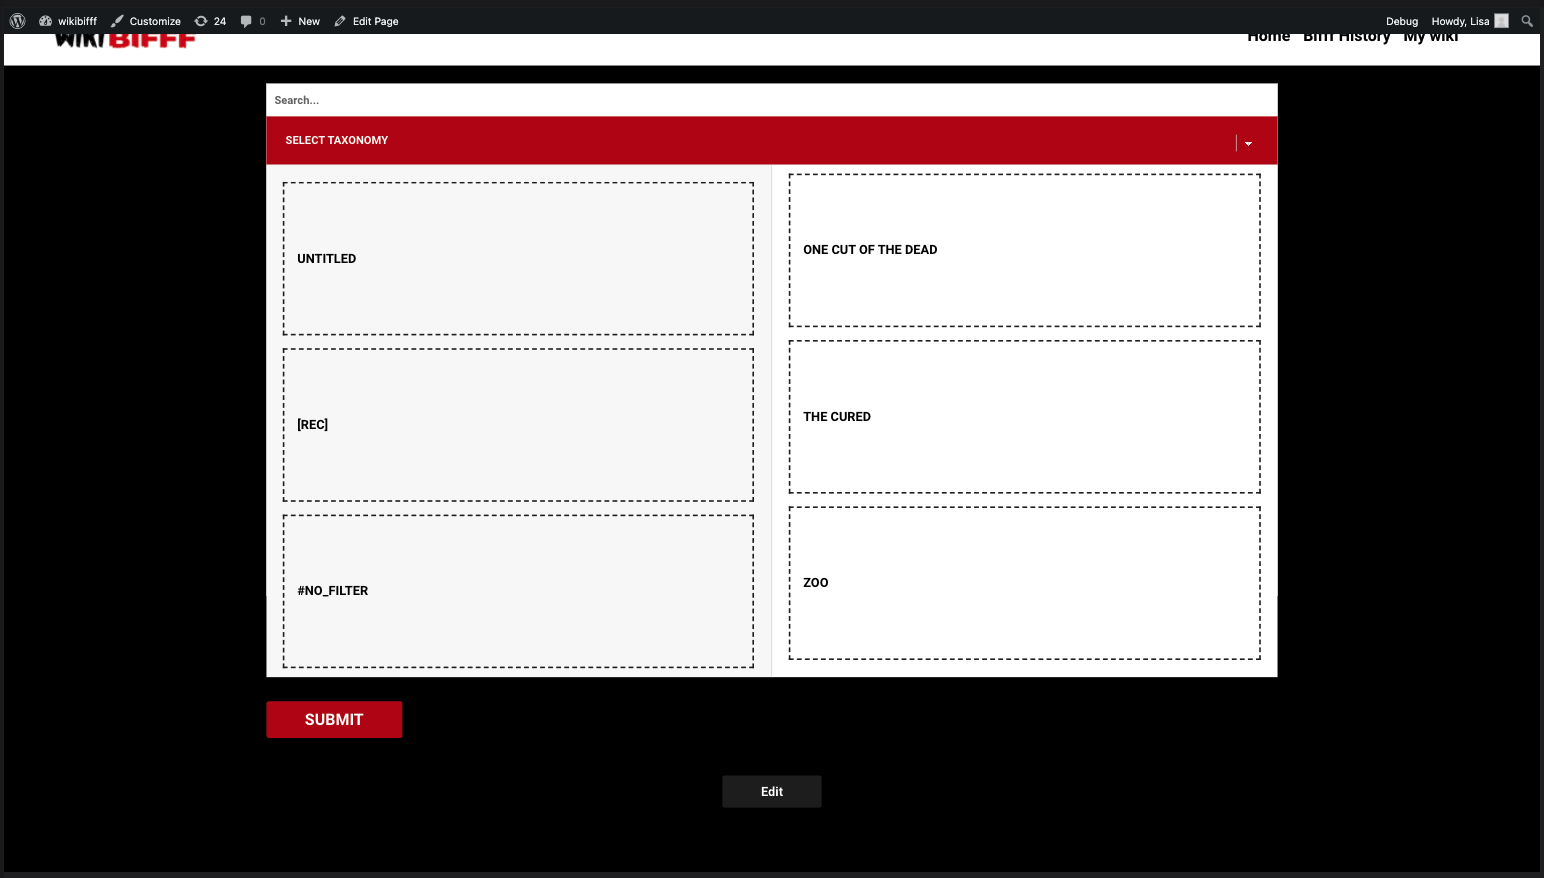 wikibifff Customize 24 0 New Edit Page Debug Howdy, Lisa
WIKI BIFFF Home Bifff History My wiki
Search...
SELECT TAXONOMY
UNTITLED
ONE CUT OF THE DEAD
[REC]
THE CURED
#NO_FILTER
ZOO
SUBMIT
Edit